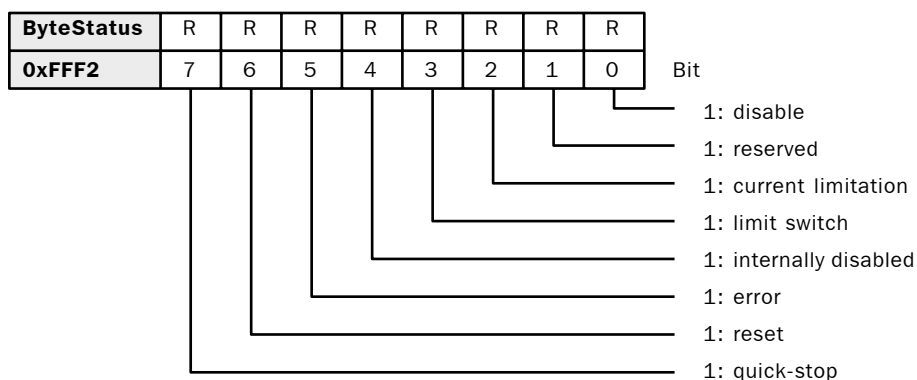 ByteStatus R R R R R R R R
0xFFF2 7 6 5 4 3 2 1 0 Bit
1: disable
1: reserved
1: current limitation
1: limit switch
1: internally disabled
1: error
1: reset
1: quick-stop